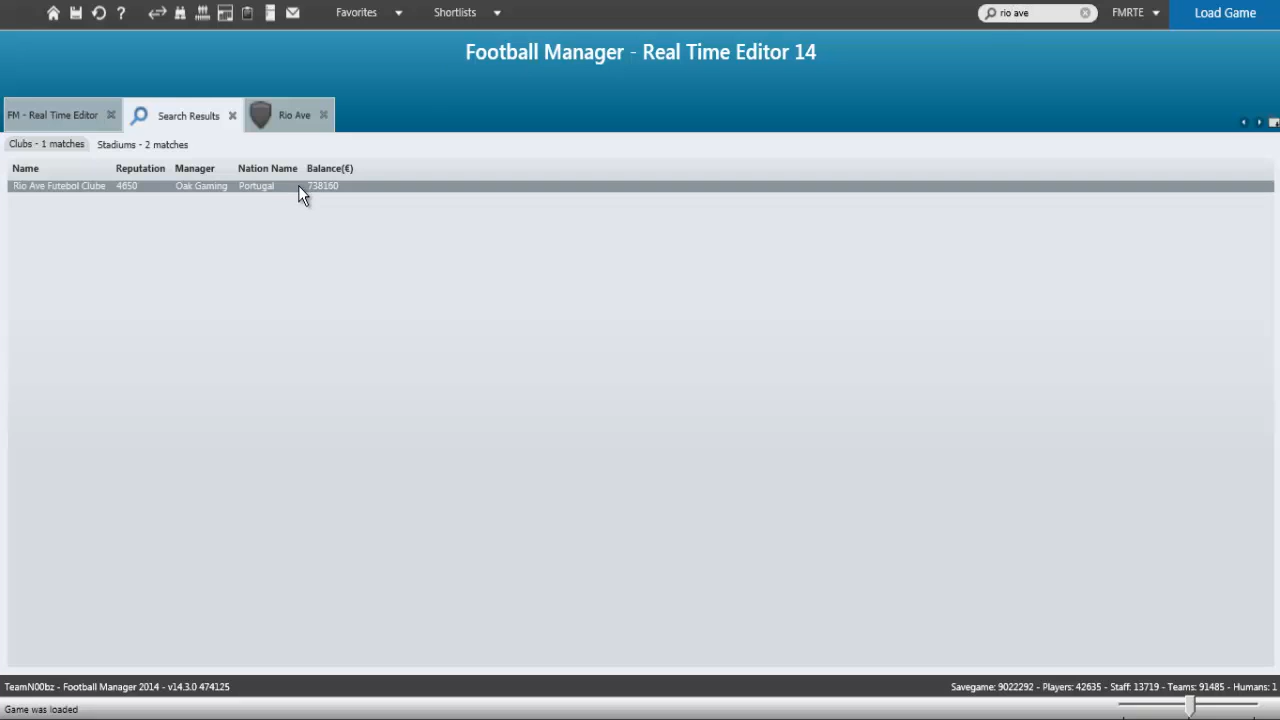 Favorites Shortlists rio ave FMRTE Load Game
Football Manager - Real Time Editor 14
FM - Real Time Editor Search Results Rio Ave
Clubs - 1 matches Stadiums - 2 matches
Name Reputation Manager Nation Name Balance(€)
Rio Ave Futebol Clube 4650 Oak Gaming Portugal 738160
TeamN00bz - Football Manager 2014 - v14.3.0 474125 Savegame: 9022292 - Players: 42635 - Staff: 13719 - Teams: 91485 - Humans: 1
Game was loaded